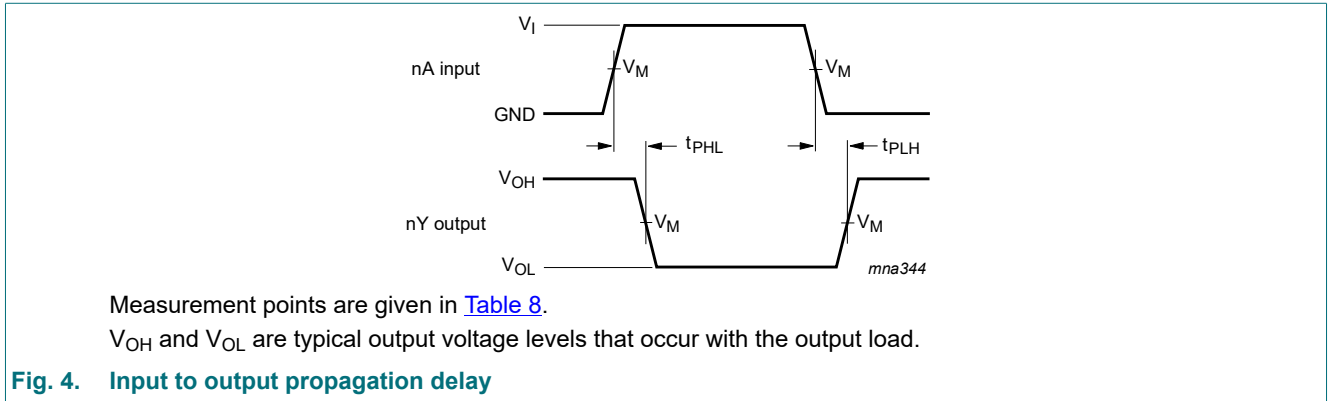 V_I
nA input
V_M
V_M
GND
t_PHL
t_PLH
V_OH
nY output
V_M
V_M
V_OL
mna344
Measurement points are given in Table 8.
V_OH and V_OL are typical output voltage levels that occur with the output load.
Fig. 4. Input to output propagation delay